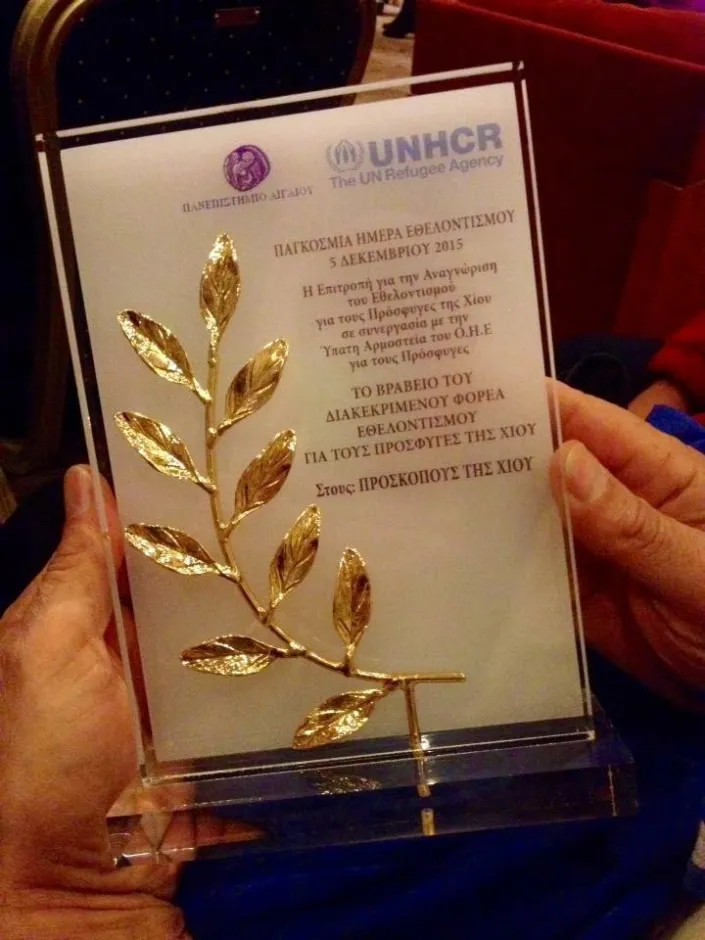 ΠΑΝΕΠΙΣΤΗΜΙΟ ΑΙΓΑΙΟΥ
UNHCR
The UN Refugee Agency
ΠΑΓΚΟΣΜΙΑ ΗΜΕΡΑ ΕΘΕΛΟΝΤΙΣΜΟΥ
5 ΔΕΚΕΜΒΡΙΟΥ 2015
Η Επιτροπή για την Αναγνώριση
του Εθελοντισμού
για τους Πρόσφυγες της Χίου
σε συνεργασία με την
Ύπατη Αρμοστεία του Ο.Η.Ε
για τους Πρόσφυγες
ΤΟ ΒΡΑΒΕΙΟ ΤΟΥ
ΔΙΑΚΕΚΡΙΜΕΝΟΥ ΦΟΡΕΑ
ΕΘΕΛΟΝΤΙΣΜΟΥ
ΓΙΑ ΤΟΥΣ ΠΡΟΣΦΥΓΕΣ ΤΗΣ ΧΙΟΥ
Στους: ΠΡΟΣΚΟΠΟΥΣ ΤΗΣ ΧΙΟΥ